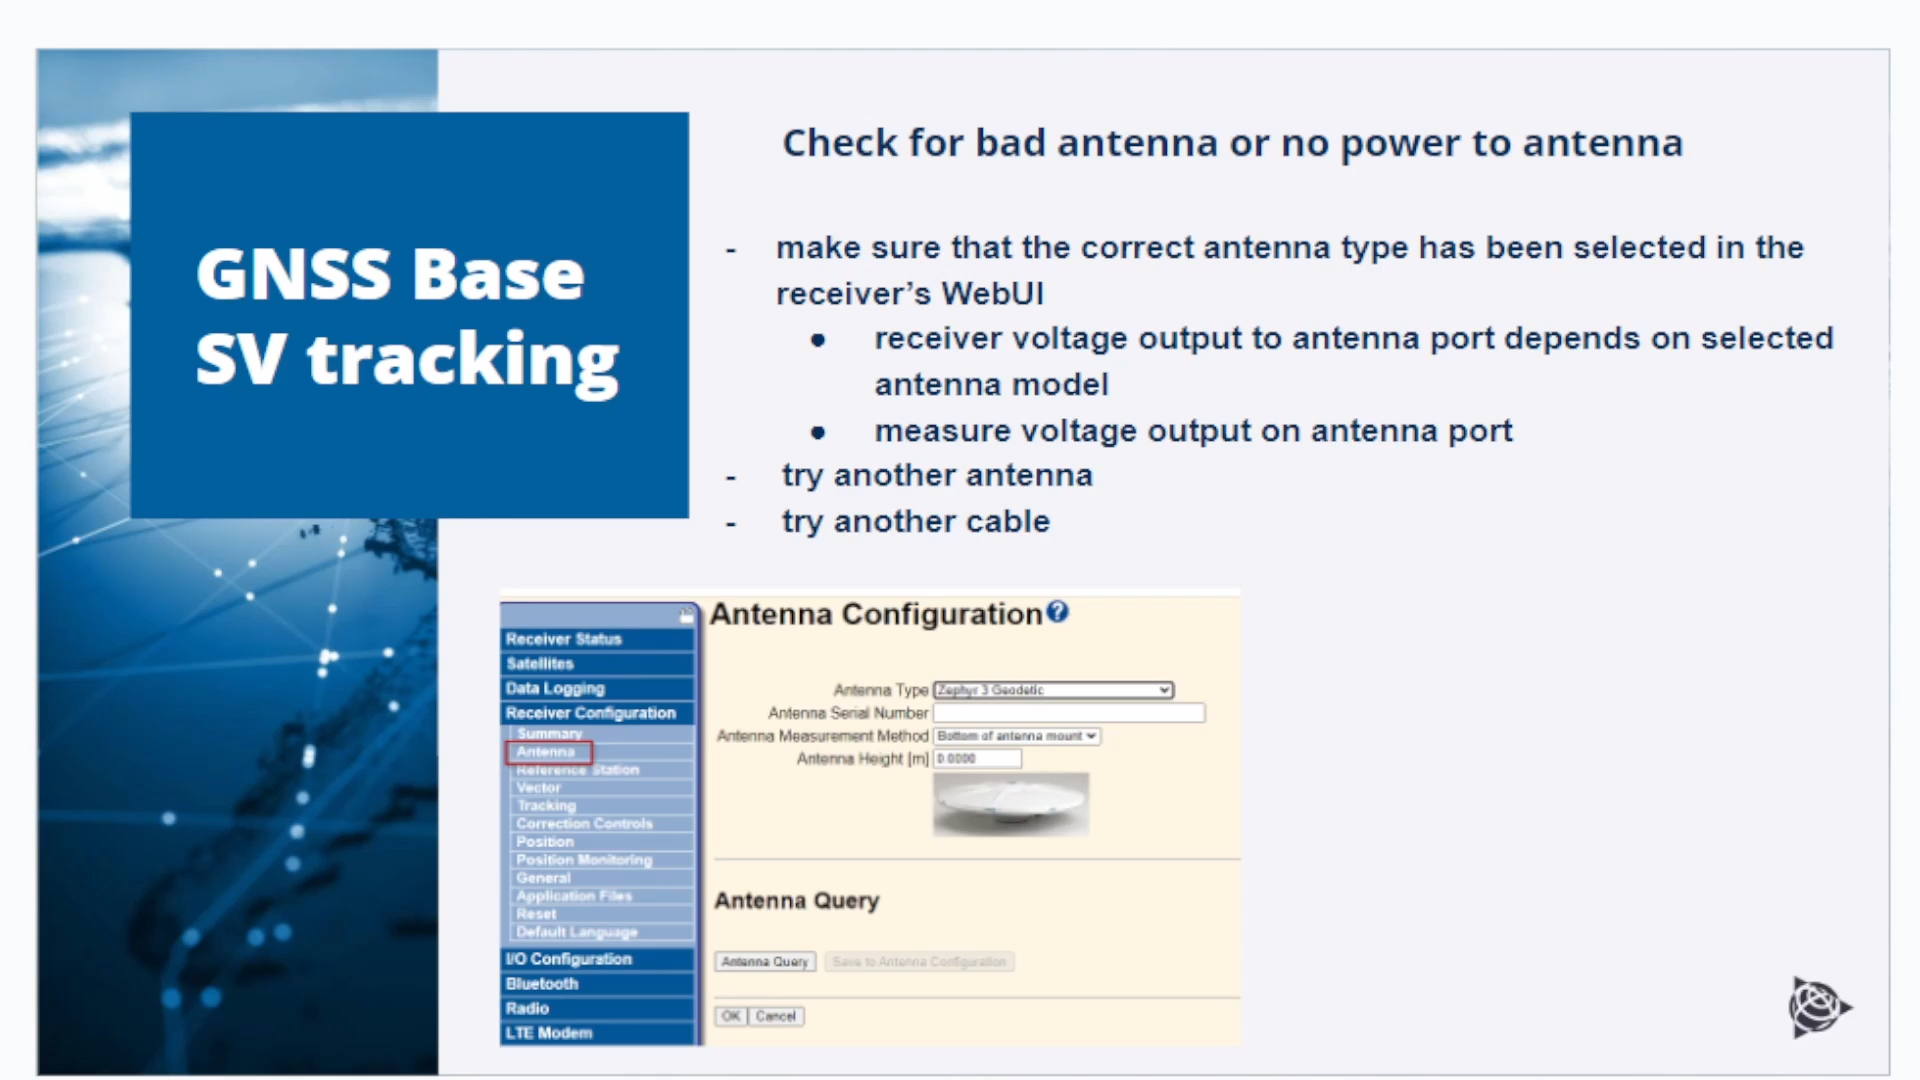 GNSS Base
SV tracking
Check for bad antenna or no power to antenna
- make sure that the correct antenna type has been selected in the
receiver’s WebUI
● receiver voltage output to antenna port depends on selected
antenna model
● measure voltage output on antenna port
- try another antenna
- try another cable
Receiver Status
Satellites
Data Logging
Receiver Configuration
Summary
Antenna
Reference Station
Vector
Tracking
Correction Controls
Position
Position Monitoring
General
Application Files
Reset
Default Language
I/O Configuration
Bluetooth
Radio
LTE Modem
Antenna Configuration ?
Antenna Type Zephyr 3 Geodetic
Antenna Serial Number
Antenna Measurement Method Bottom of antenna mount
Antenna Height [m] 0.0000
Antenna Query
Antenna Query Save to Antenna Configuration
OK Cancel